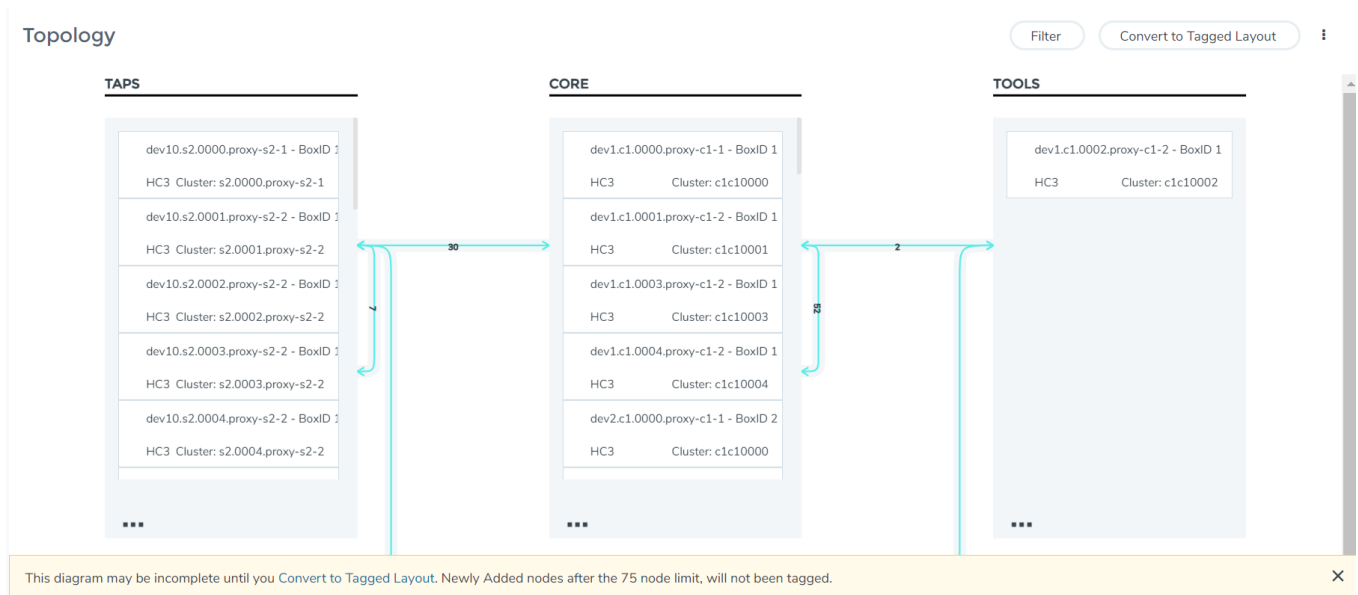 Topology
Filter
Convert to Tagged Layout
TAPS
CORE
TOOLS
dev10.s2.0000.proxy-s2-1 - BoxID 1
HC3 Cluster: s2.0000.proxy-s2-1
dev10.s2.0001.proxy-s2-2 - BoxID 1
HC3 Cluster: s2.0001.proxy-s2-2
dev10.s2.0002.proxy-s2-2 - BoxID 1
HC3 Cluster: s2.0002.proxy-s2-2
dev10.s2.0003.proxy-s2-2 - BoxID 1
HC3 Cluster: s2.0003.proxy-s2-2
dev10.s2.0004.proxy-s2-2 - BoxID 1
HC3 Cluster: s2.0004.proxy-s2-2
30
7
dev1.c1.0000.proxy-c1-1 - BoxID 1
HC3 Cluster: c1c10000
dev1.c1.0001.proxy-c1-2 - BoxID 1
HC3 Cluster: c1c10001
dev1.c1.0003.proxy-c1-2 - BoxID 1
HC3 Cluster: c1c10003
dev1.c1.0004.proxy-c1-2 - BoxID 1
HC3 Cluster: c1c10004
dev2.c1.0000.proxy-c1-1 - BoxID 2
HC3 Cluster: c1c10000
2
52
dev1.c1.0002.proxy-c1-2 - BoxID 1
HC3 Cluster: c1c10002
This diagram may be incomplete until you Convert to Tagged Layout. Newly Added nodes after the 75 node limit, will not been tagged.